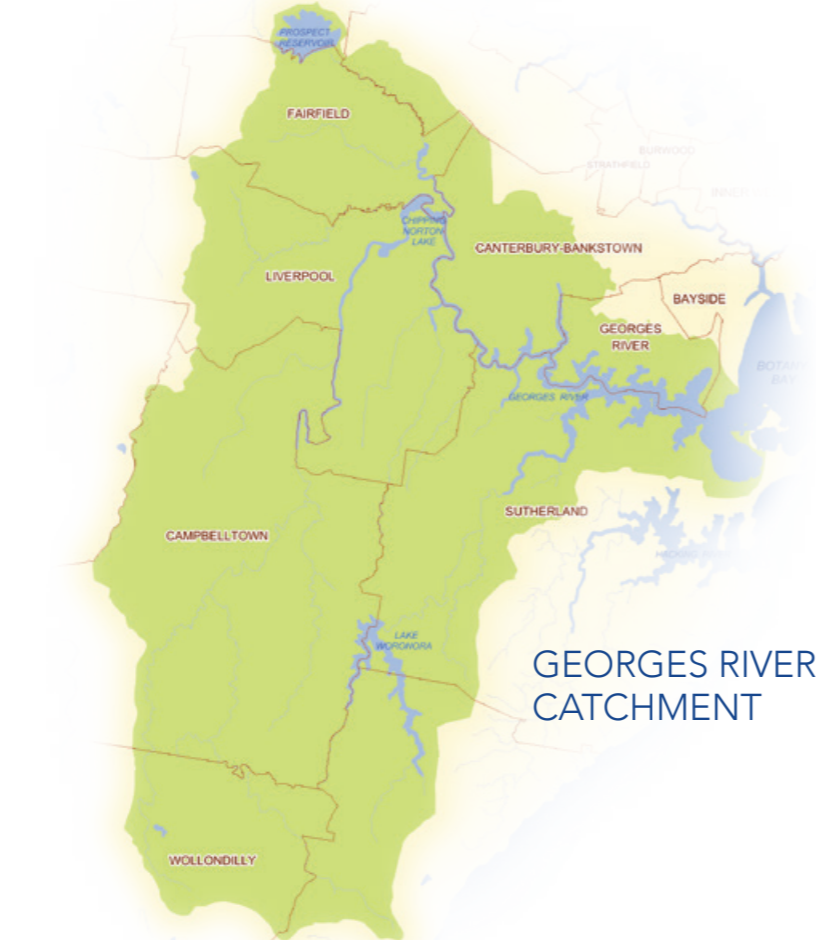 PROSPECT
RESERVOIR
FAIRFIELD
BURWOOD
STRATHFIELD
CHIPPING
NORTON
LAKE
CANTERBURY-BANKSTOWN
LIVERPOOL
BAYSIDE
GEORGES
RIVER
BOTANY
BAY
GEORGES RIVER
SUTHERLAND
CAMPBELLTOWN
LAKE
WORONORA
GEORGES RIVER
CATCHMENT
WOLLONDILLY